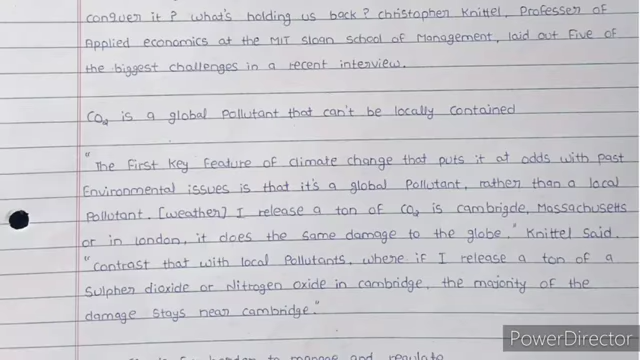 conquer it? what's holding us back? christopher Knittel, Professer of
Applied economics at the MIT Sloan school of Management, laid out Five of
the biggest challenges in a recent interview.
CO2 is a global Pollutant that can't be locally contained
"The First Key Feature of climate change that puts it at odds with past
Environmental issues is that it's a global Pollutant, rather than a local
Pollutant. [weather] I release a ton of CO2 is cambrigde, Massachusetts
or in london, it does the same damage to the globe." Knittel said.
"contrast that with local Pollutants, where if I release a ton of a
Sulpher dioxide or Nitrogen Oxide in cambridge, the majority of the
damage stays near cambridge."
to manage and regulate
PowerDirector